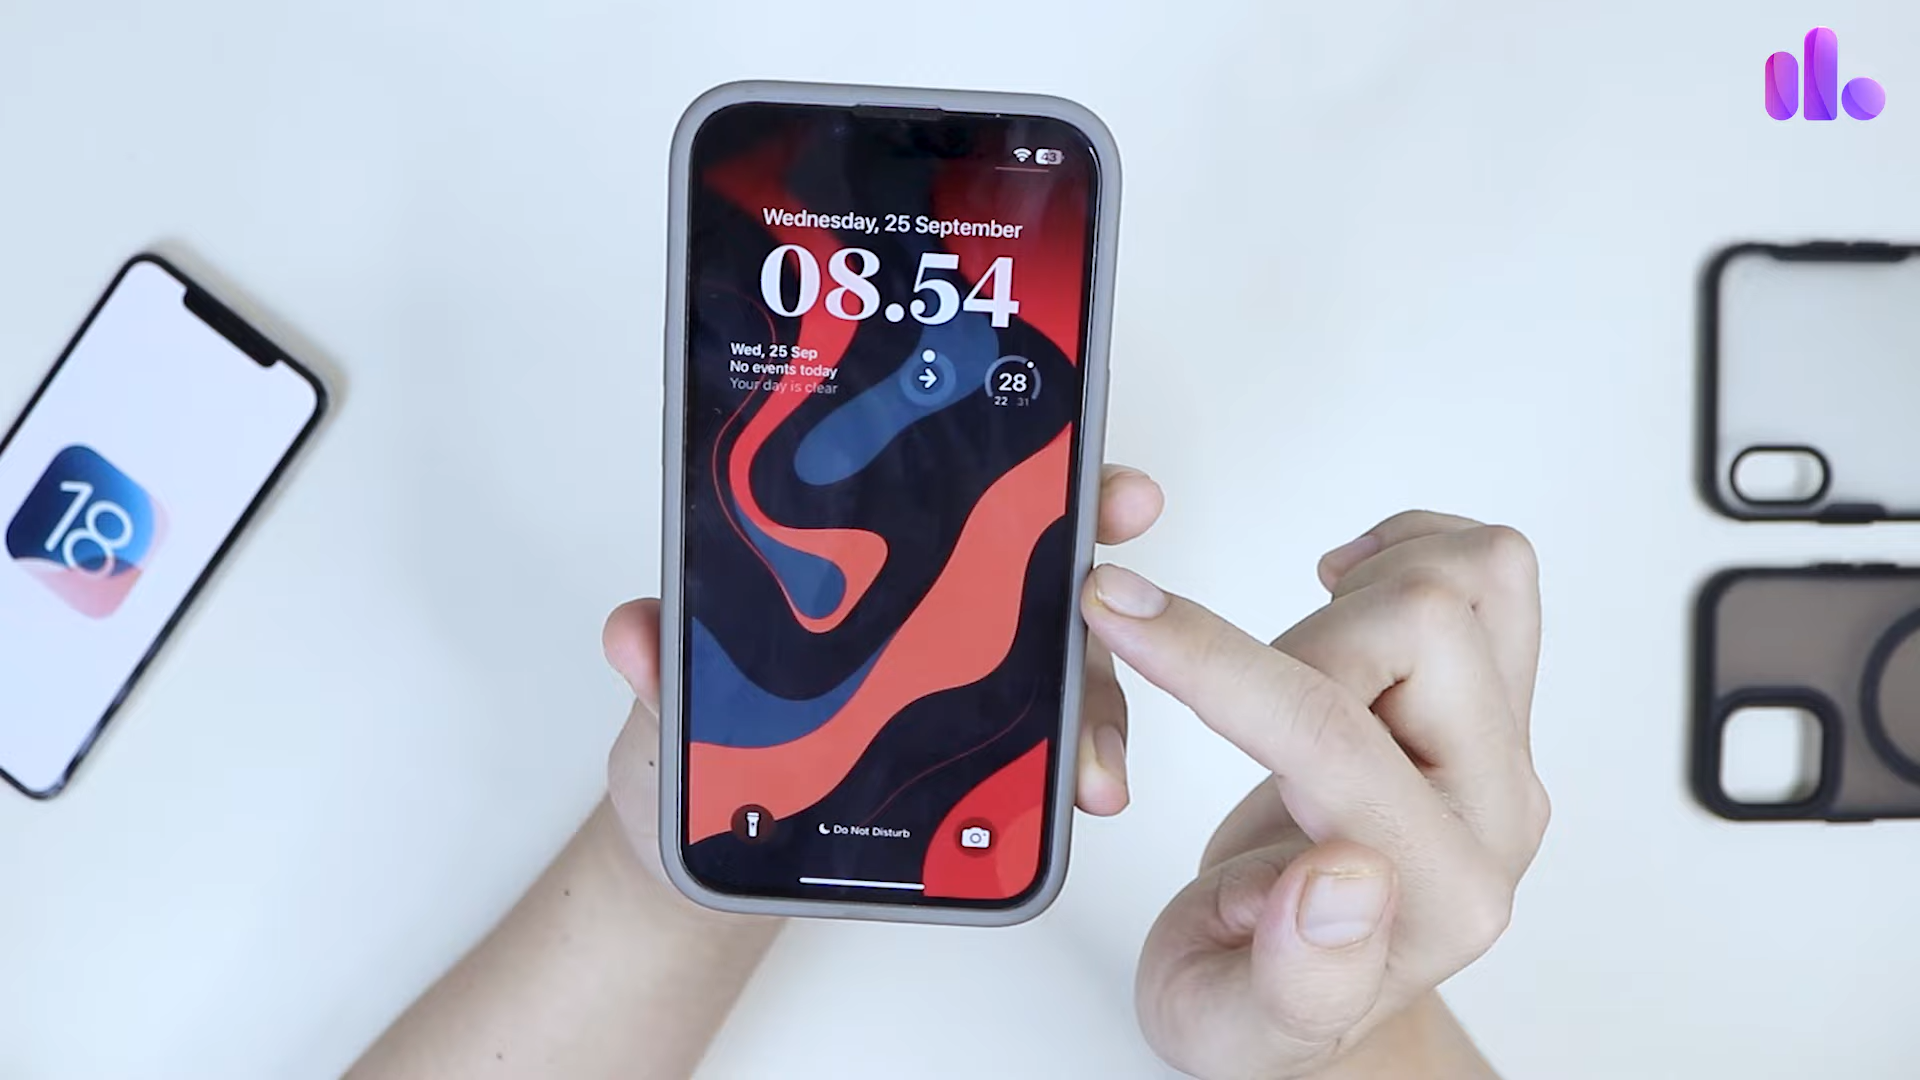 43
Wednesday, 25 September
08.54
Wed, 25 Sep
No events today
Your day is clear
28
22 31
18
Do Not Disturb